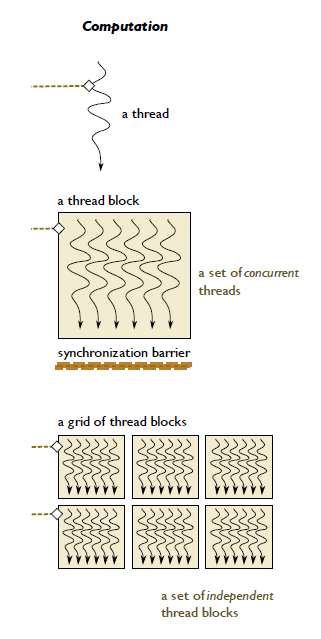 Computation
a thread
a thread block
a set of concurrent
threads
synchronization barrier
a grid of thread blocks
a set of independent
thread blocks